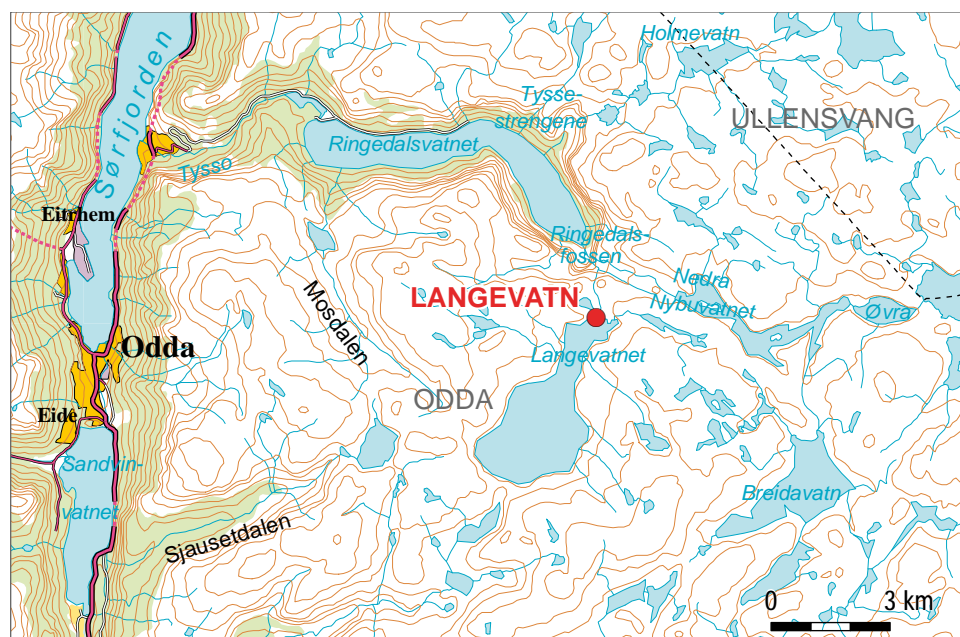 Holmevatn
Sørfjorden
Tysse-
strengene
ULLENSVANG
Ringedalsvatnet
Tysso
Eitrhem
Ringedals-
fossen
Nedra
Nybuvatnet
LANGEVATN
Øvra
Mosdalen
Odda
Langevatnet
ODDA
Eide
Sandvin-
vatnet
Breidavatn
Sjausetdalen
0 3 km